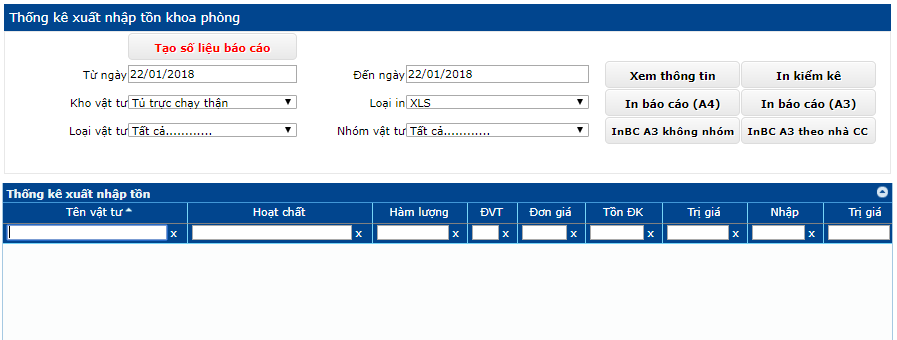 Thống kê xuất nhập tồn khoa phòng
Tạo số liệu báo cáo
Từ ngày 22/01/2018 Đến ngày 22/01/2018 Xem thông tin In kiểm kê
Kho vật tư Tủ trực chạy thận Loại in XLS In báo cáo (A4) In báo cáo (A3)
Loại vật tư Tất cả............ Nhóm vật tư Tất cả............ InBC A3 không nhóm InBC A3 theo nhà CC
Thống kê xuất nhập tồn
Tên vật tư Hoạt chất Hàm lượng ĐVT Đơn giá Tồn ĐK Trị giá Nhập Trị giá
x x x x x x x x